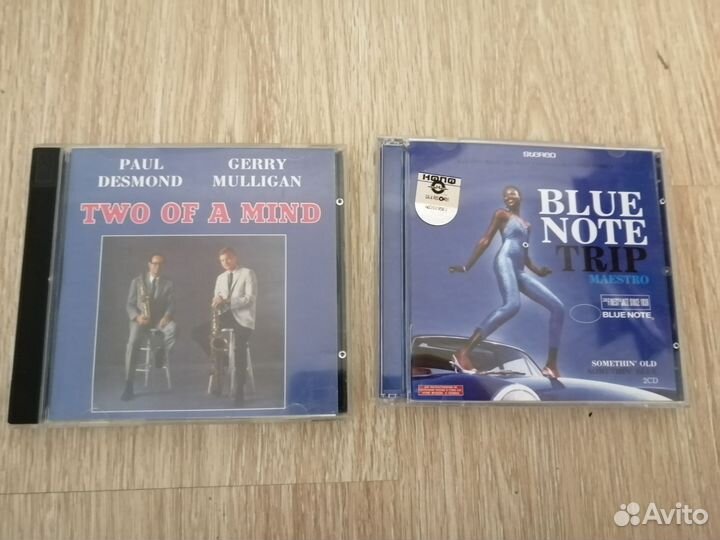 PAUL GERRY
DESMOND MULLIGAN
TWO OF A MIND
stereo
BLUE
NOTE
TRIP
MAESTRO
BLUE NOTE
SOMETHIN' OLD
2CD
Avito